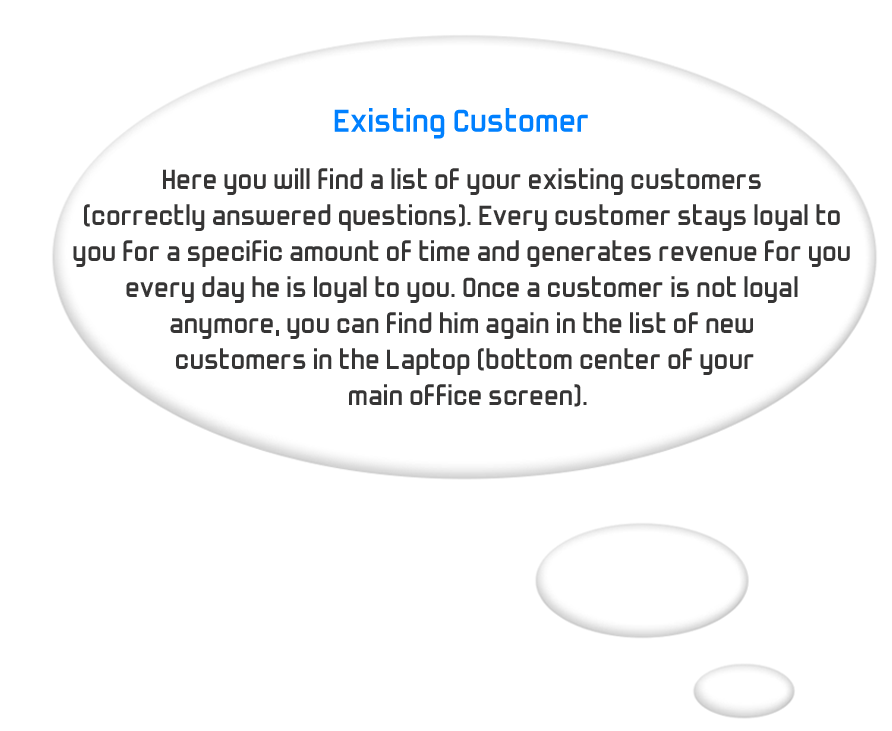 Existing Customer
Here you will find a list of your existing customers
(correctly answered questions). Every customer stays loyal to
you for a specific amount of time and generates revenue for you
every day he is loyal to you. Once a customer is not loyal
anymore, you can find him again in the list of new
customers in the Laptop (bottom center of your
main office screen).